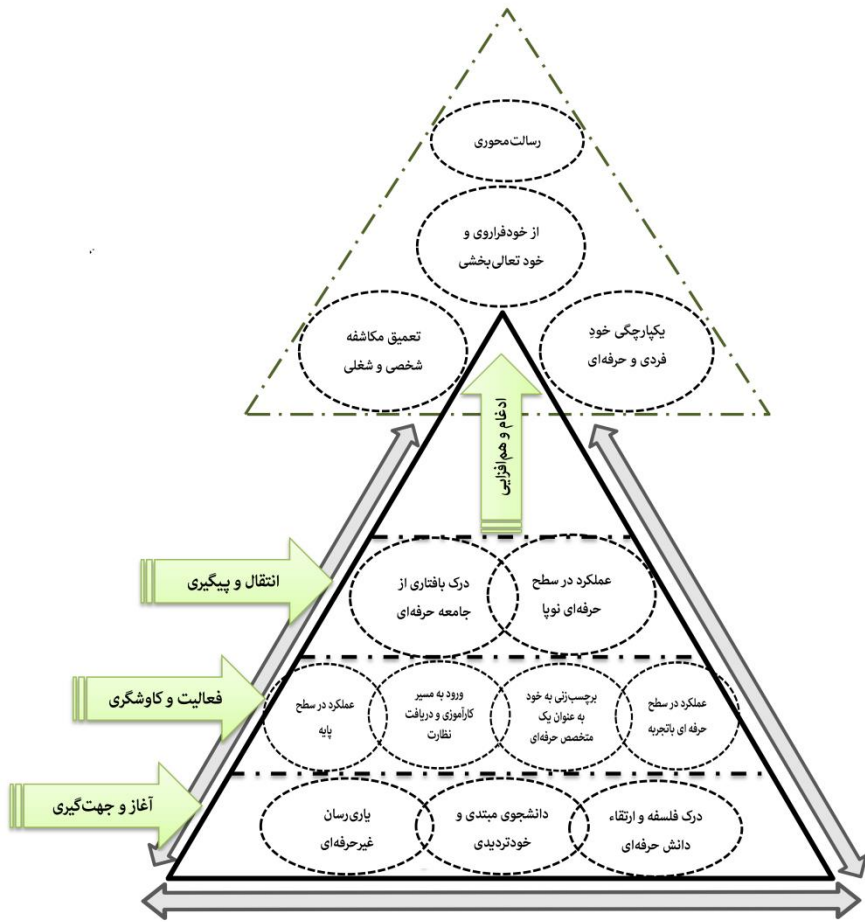 رسالت‌محوری
از خودفراروی و
خود تعالی‌بخشی
یکپارچگی خودِ
فردی و حرفه‌ای
تعمیق مکاشفه
شخصی و شغلی
ادغام و هم‌افزایی
عملکرد در سطح
حرفه‌ای نوپا
درک بافتاری از
جامعه حرفه‌ای
انتقال و پیگیری
عملکرد در سطح
حرفه ای باتجربه
برچسب‌زنی به خود
به عنوان یک
متخصص حرفه‌ای
ورود به مسیر
کارآموزی و دریافت
نظارت
عملکرد در سطح
پایه
فعالیت و کاوشگری
درک فلسفه و ارتقاء
دانش حرفه‌ای
دانشجوی مبتدی و
خودتردیدی
یاری‌رسان
غیرحرفه‌ای
آغاز و جهت‌گیری